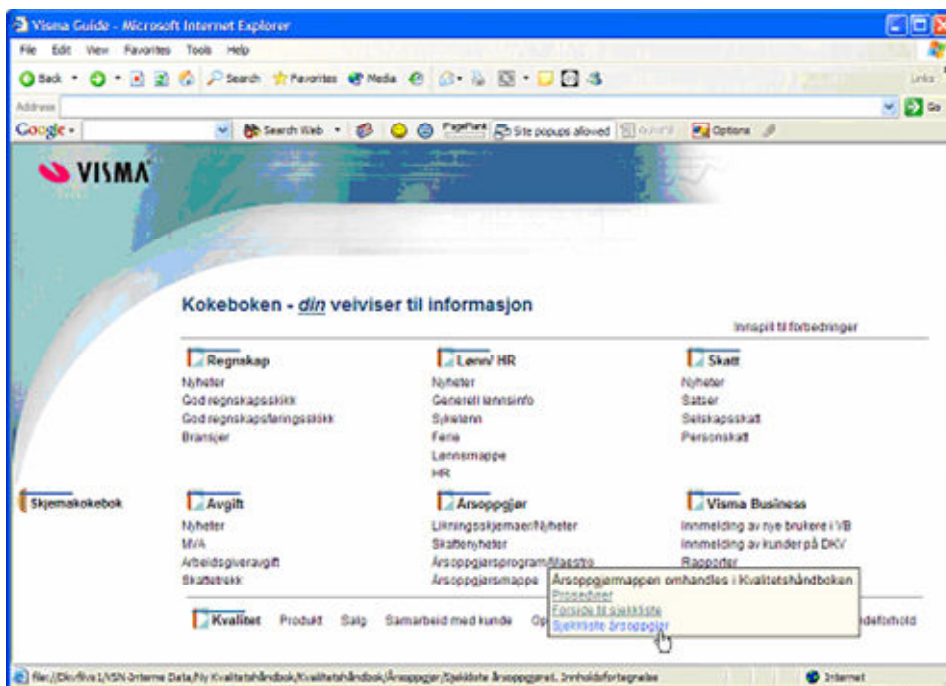 Visma Guide - Microsoft Internet Explorer
File Edit View Favorites Tools Help
Back Search Favorites Media Links
Address Go
Google Search Web PageRank Site popups allowed Options
VISMA
Kokeboken - din veiviser til informasjon
Innspill til forbedringer
Regnskap
Nyheter
God regnskapsskikk
God regnskapsføringsskikk
Bransjer
Lønn/ HR
Nyheter
Generell lønnsinfo
Sykelønn
Ferie
Lønnsmappe
HR
Skatt
Nyheter
Satser
Selskapsskatt
Personskatt
Skjemakokebok
Avgift
Nyheter
MVA
Arbeidsgiveravgift
Skattetrekk
Årsoppgjør
Likningsskjemaer/Nyheter
Skattenyheter
Årsoppgjørsprogram/Maestro
Årsoppgjørsmappe
Visma Business
Innmelding av nye brukere i VB
Innmelding av kunder på DKV
Rapporter
Årsoppgjørmappen omhandles i Kvalitetshåndboken
Prosedyrer
Forside til sjekkliste
Sjekkliste årsoppgjør
Kvalitet Produkt Salg Samarbeid med kunde
Internet